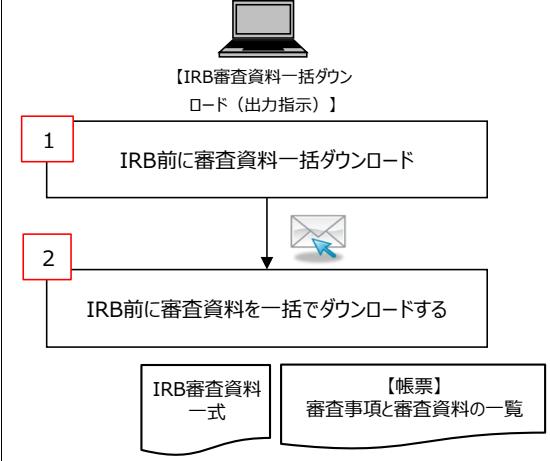 【IRB審査資料一括ダウン
ロード（出力指示）】
1
IRB前に審査資料一括ダウンロード
2
IRB前に審査資料を一括でダウンロードする
IRB審査資料
一式
【帳票】
審査事項と審査資料の一覧